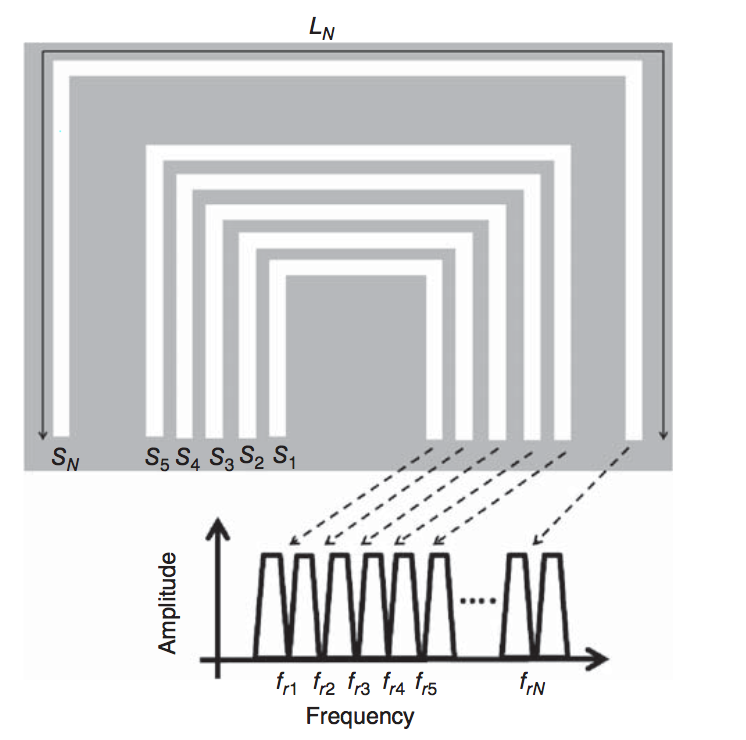 L_N
S_N S_5 S_4 S_3 S_2 S_1
Amplitude
....
f_r1 f_r2 f_r3 f_r4 f_r5 f_rN
Frequency